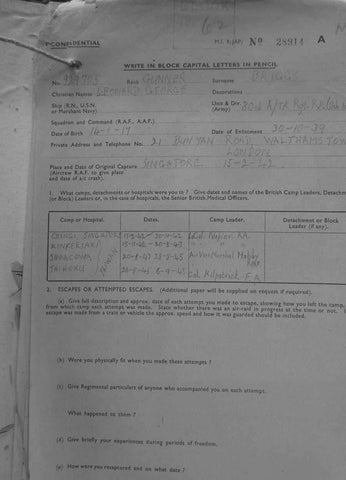 CONFIDENTIAL
M.I. 9/JAP/ No 28914 A
WRITE IN BLOCK CAPITAL LETTERS IN PENCIL.
No. Rank GUNNER Surname BRIGGS
Christian Names LEONARD GEORGE Decorations
Ship (R.N., U.S.N. or Merchant Navy) Unit & Div. (Army)
Squadron and Command (R.A.F., A.A.F.)
Date of Birth 16-1-17 Date of Enlistment 30-10-39
Private Address and Telephone No. 21 BUNYAN ROAD, WALTHAMSTOW
LONDON
Place and Date of Original Capture SINGAPORE 15-2-42
(Aircrew R.A.F. to give place
and date of a/c crash).
1. What camps, detachments or hospitals were you in ? Give dates and names of the British Camp Leaders, Detachment
(or Block) Leaders or, in the case of hospitals, the Senior British Medical Officers.
Camp or Hospital. Dates. Camp Leader. Detachment or Block Leader (if any).
CHANGI SINGAPORE
Air Vice Marshal Maltby
TAIHOKU Col. Kilpatrick
2. ESCAPES OR ATTEMPTED ESCAPES. (Additional paper will be supplied on request if required).
(a) Give full description and approx. date of each attempt you made to escape, showing how you left the camp,
from which camp each attempt was made. State whether there was an air-raid in progress at the time or not. I
escape was made from a train or vehicle the approx. speed and how it was guarded should be included.
(b) Were you physically fit when you made these attempts ?
(c) Give Regimental particulars of anyone who accompanied you on each attempt.
What happened to them ?
(d) Give briefly your experiences during periods of freedom.
(e) How were you recaptured and on what date ?